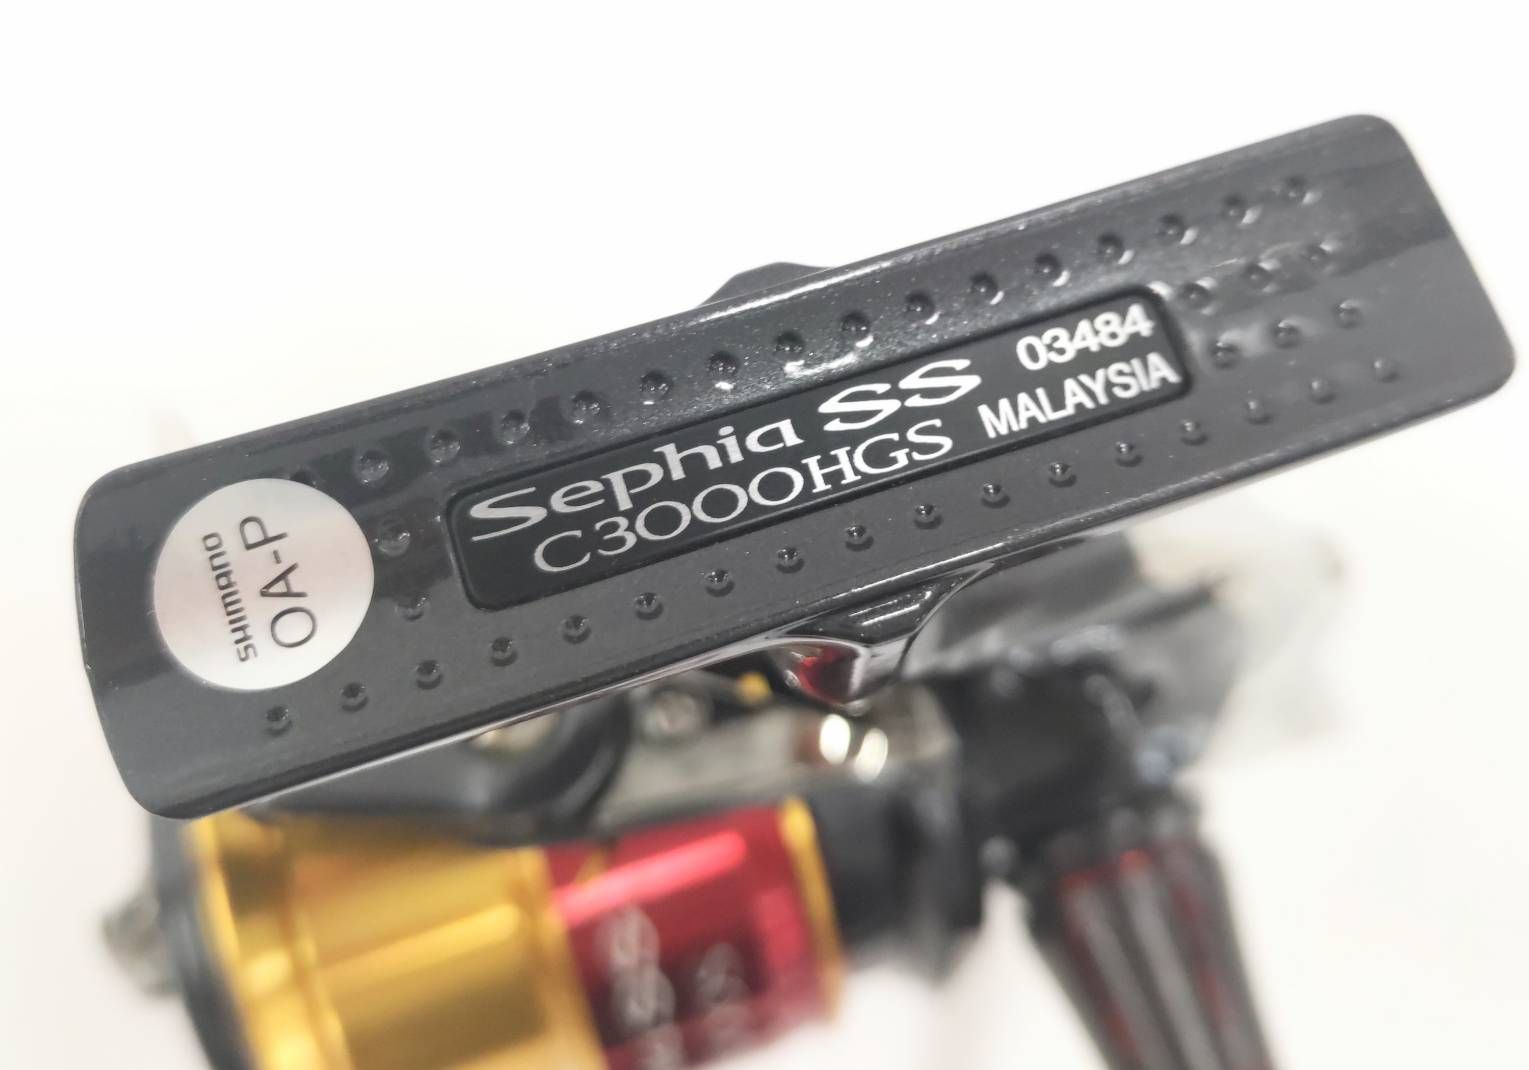 Sephia SS
C3000HGS
03484
MALAYSIA
SHIMANO
OA-P